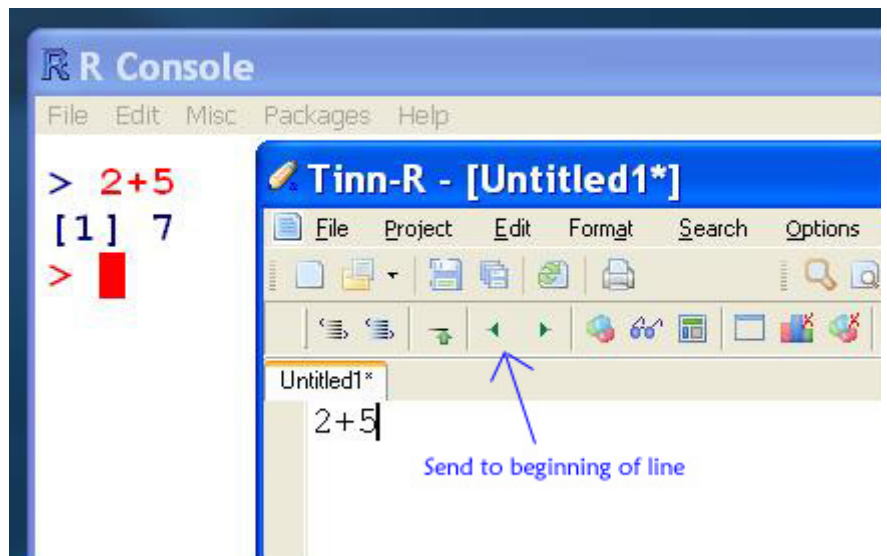 R Console
File Edit Misc Packages Help
> 2+5
[1] 7
>
Tinn-R - [Untitled1*]
File Project Edit Format Search Options
Untitled1*
2+5
Send to beginning of line